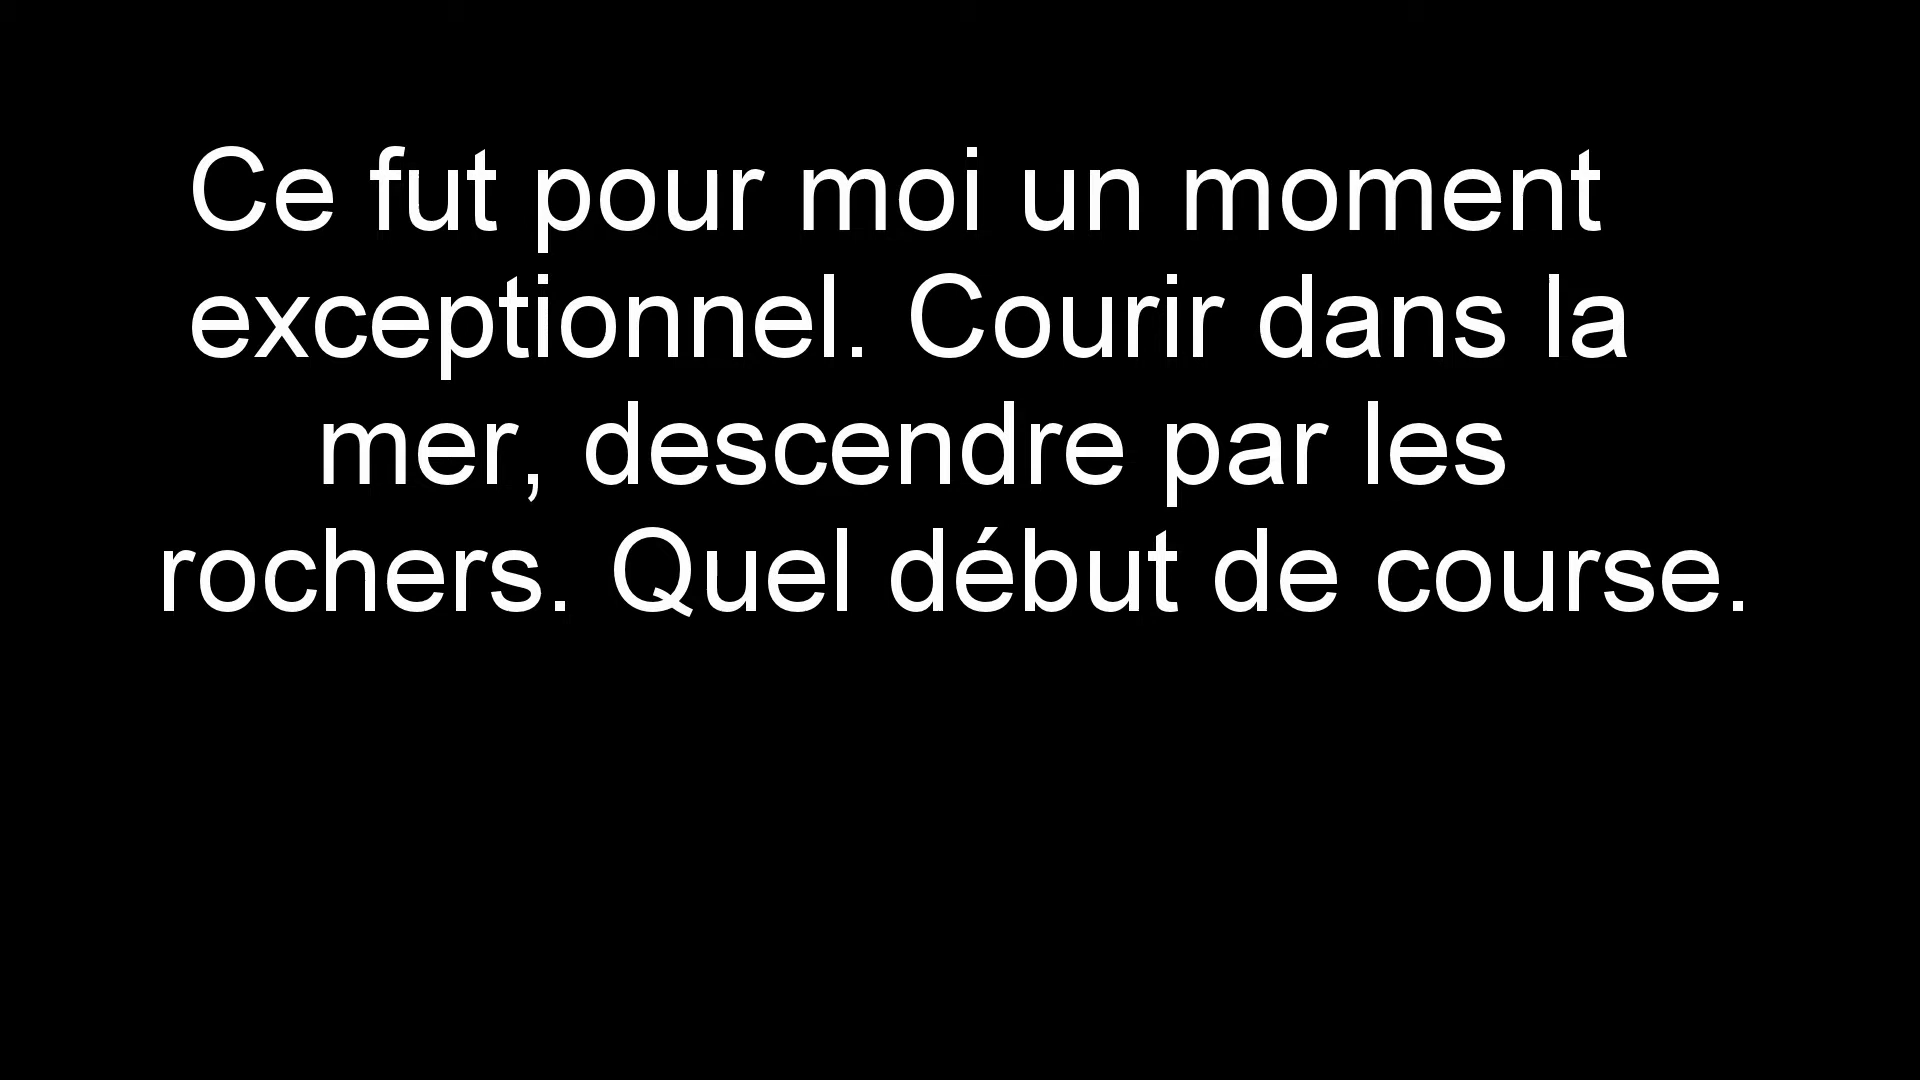 Ce fut pour moi un moment
exceptionnel. Courir dans la
mer, descendre par les
rochers. Quel début de course.